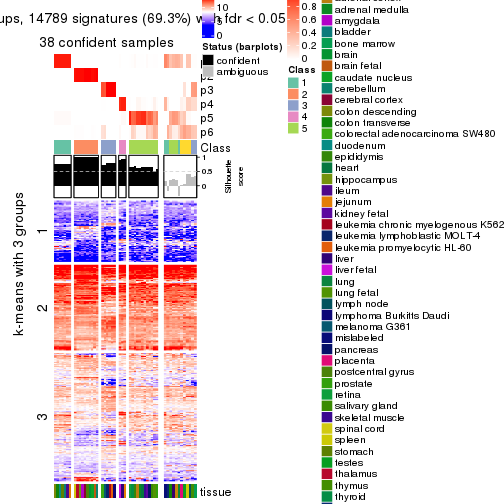 ups, 14789 signatures (69.3%) with fdr < 0.05
38 confident samples
p3
p4
p5
p6
Class
1
0.5
0
Silhouette
score
k-means with 3 groups
1
2
3
tissue
10
5
0
Status (barplots)
confident
ambiguous
0.8
0.6
0.4
0.2
0
Class
1
2
3
4
5
adrenal medulla
amygdala
bladder
bone marrow
brain
brain fetal
caudate nucleus
cerebellum
cerebral cortex
colon descending
colon transverse
colorectal adenocarcinoma SW480
duodenum
epididymis
heart
hippocampus
ileum
jejunum
kidney fetal
leukemia chronic myelogenous K562
leukemia lymphoblastic MOLT-4
leukemia promyelocytic HL-60
liver
liver fetal
lung
lung fetal
lymph node
lymphoma Burkitts Daudi
melanoma G361
mislabeled
pancreas
placenta
postcentral gyrus
prostate
retina
salivary gland
skeletal muscle
spinal cord
spleen
stomach
testes
thalamus
thymus
thyroid